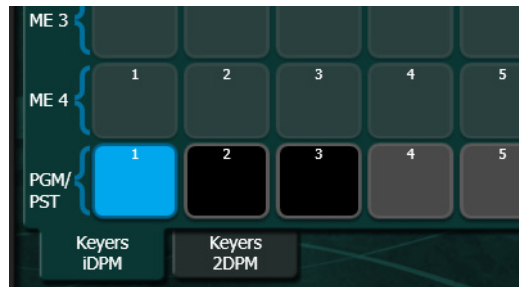 ME 3
ME 4
1 2 3 4 5
PGM/
PST
1 2 3 4 5
Keyers
iDPM
Keyers
2DPM